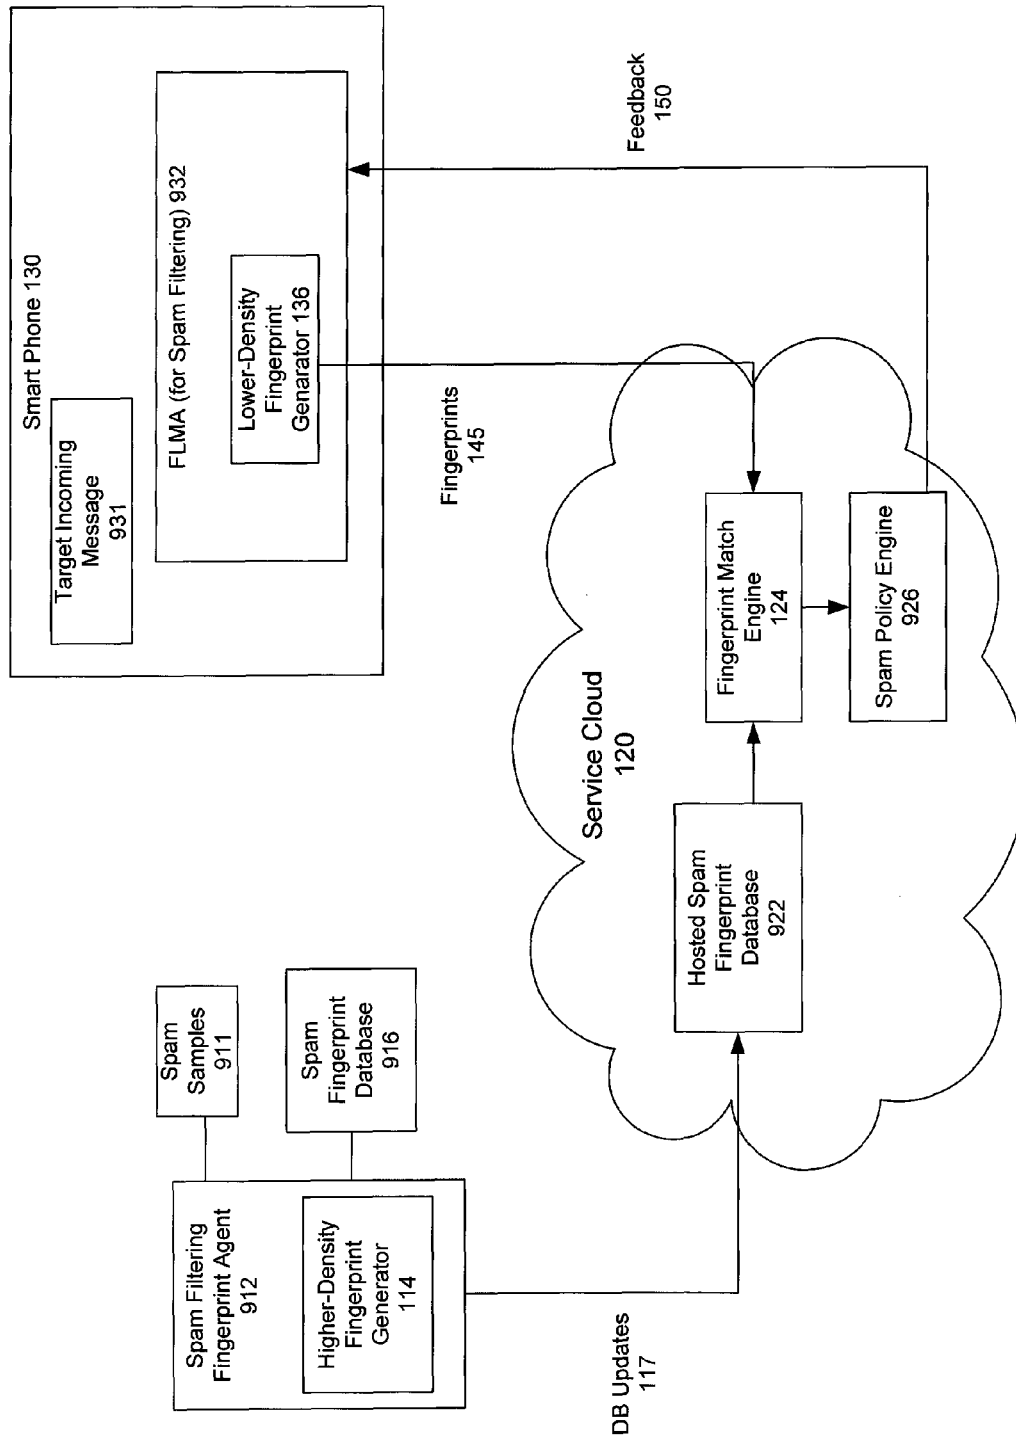 Spam Filtering
Fingerprint Agent
912
Higher-Density
Fingerprint
Generator
114
Spam
Samples
911
Spam
Fingerprint
Database
916
DB Updates
117
Service Cloud
120
Hosted Spam
Fingerprint
Database
922
Fingerprint Match
Engine
124
Spam Policy Engine
926
Smart Phone 130
Target Incoming
Message
931
FLMA (for Spam Filtering) 932
Lower-Density
Fingerprint
Genarator 136
Fingerprints
145
Feedback
150